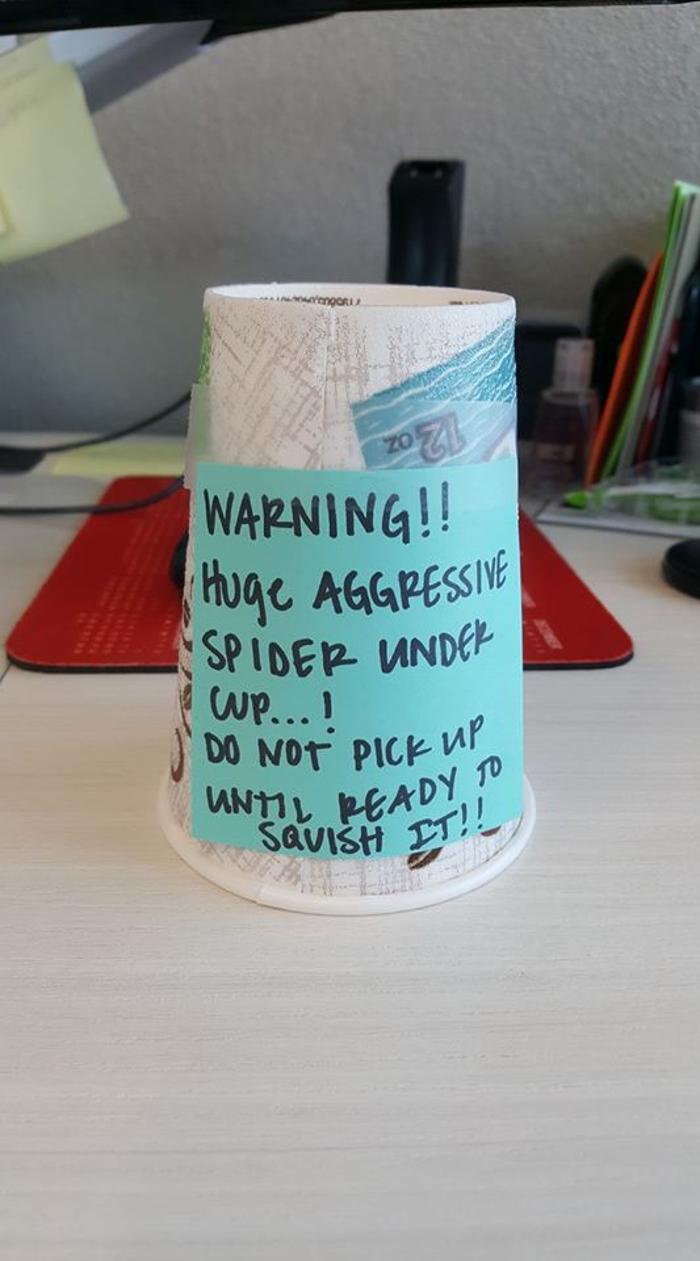 12 OZ
WARNING!!
Huge AGGRESSIVE
SPIDER UNDER
CUP...!
DO NOT PICK UP
UNTIL READY TO
SQUISH IT!!